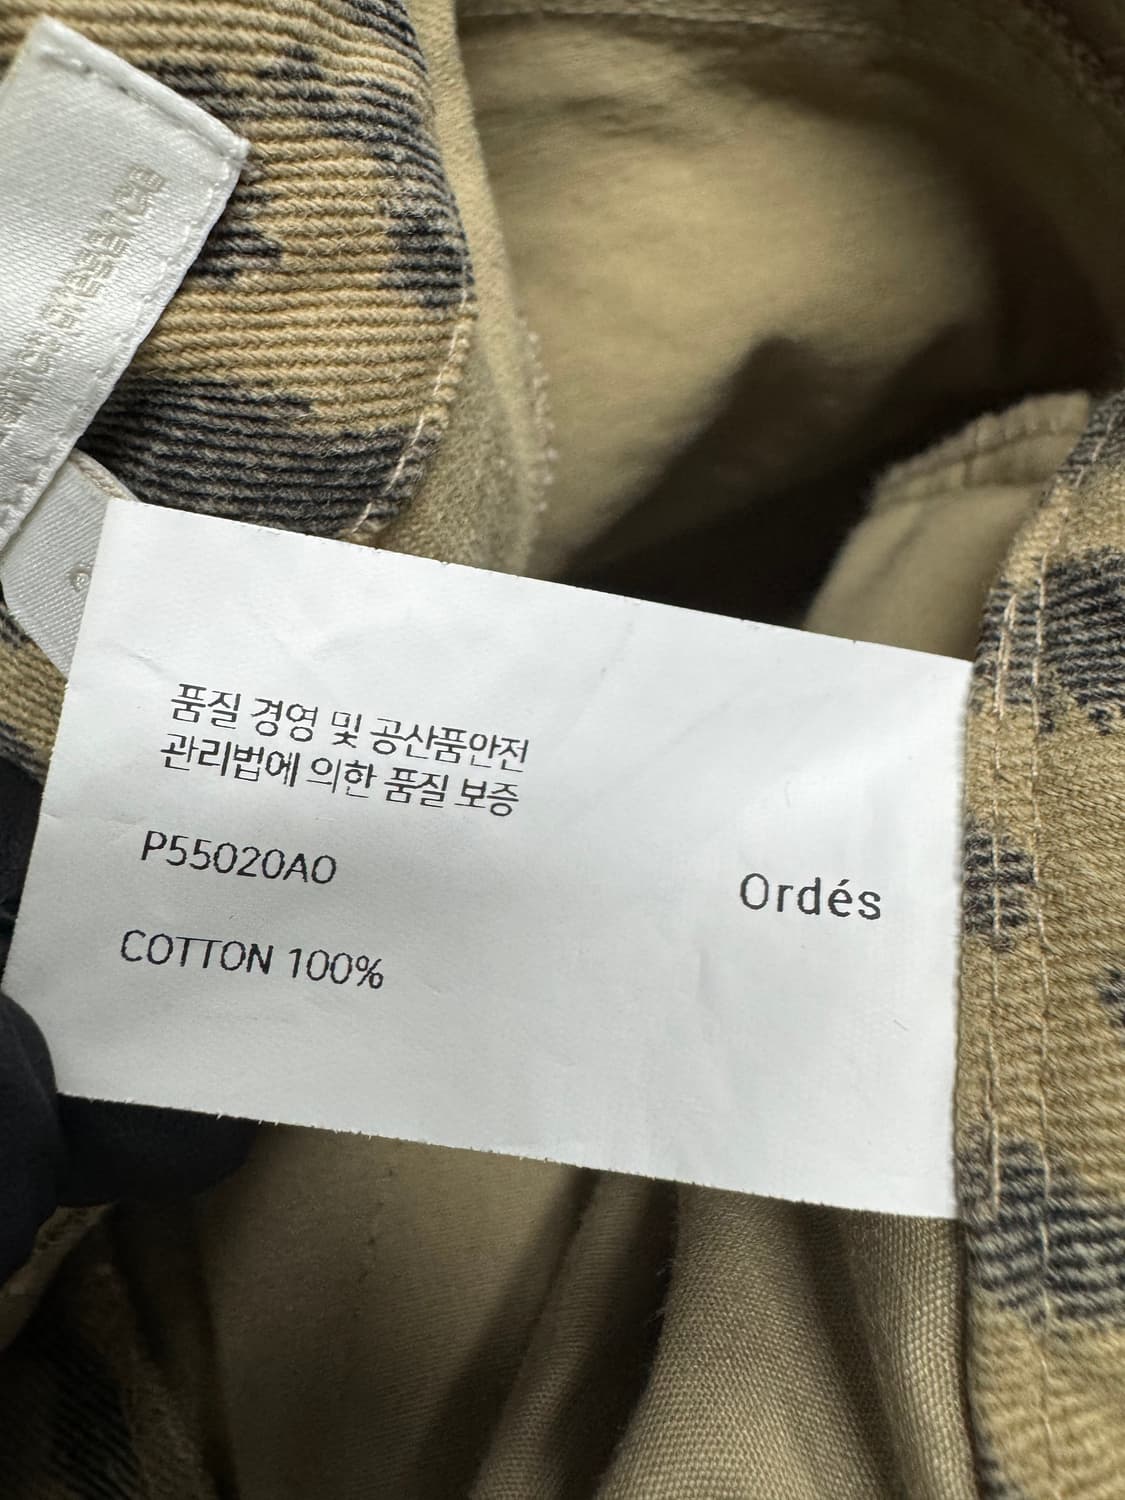 품질 경영 및 공산품안전
관리법에 의한 품질 보증
P55020AO
COTTON 100%
Ordés